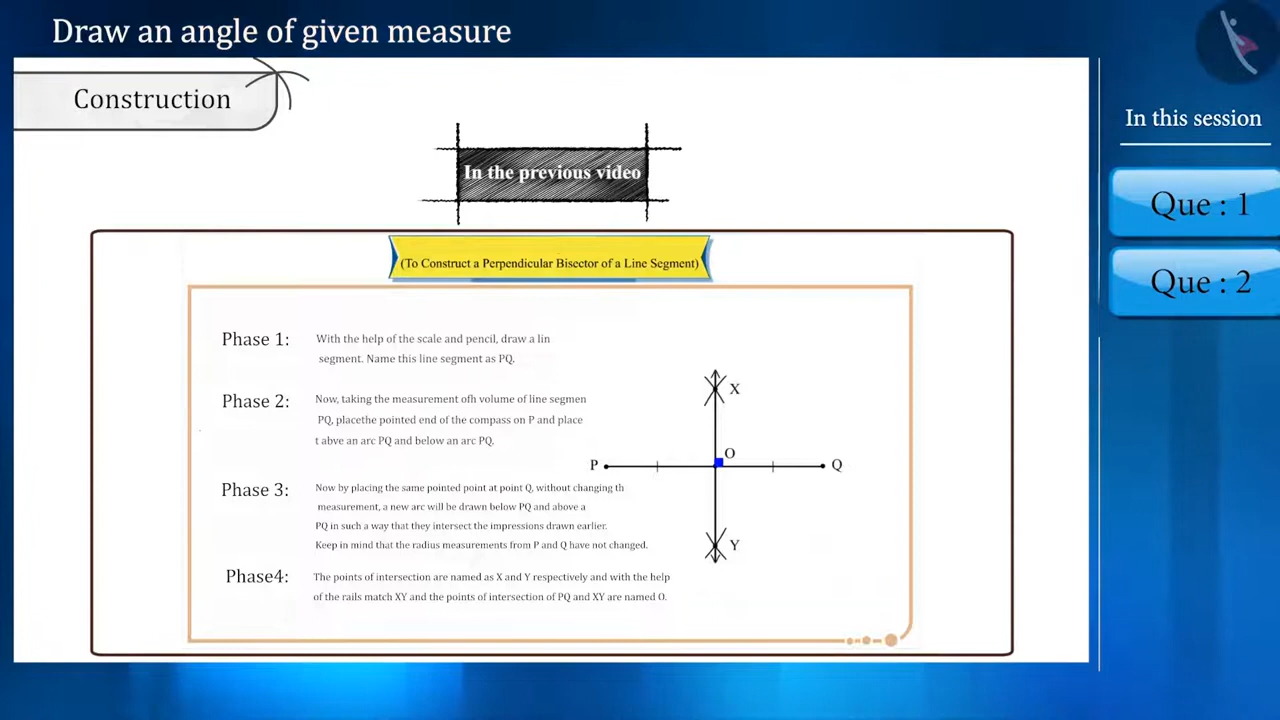 Draw an angle of given measure
Construction
In this session
Que : 1
Que : 2
In the previous video
(To Construct a Perpendicular Bisector of a Line Segment)
Phase 1:
With the help of the scale and pencil, draw a lin
segment. Name this line segment as PQ.
Phase 2:
Now, taking the measurement ofh volume of line segmen
PQ, placethe pointed end of the compass on P and place
t abve an arc PQ and below an arc PQ.
Phase 3:
Now by placing the same pointed point at point Q, without changing th
measurement, a new arc will be drawn below PQ and above a
PQ in such a way that they intersect the impressions drawn earlier.
Keep in mind that the radius measurements from P and Q have not changed.
Phase4:
The points of intersection are named as X and Y respectively and with the help
of the rails match XY and the points of intersection of PQ and XY are named O.
X
O
P
Q
Y